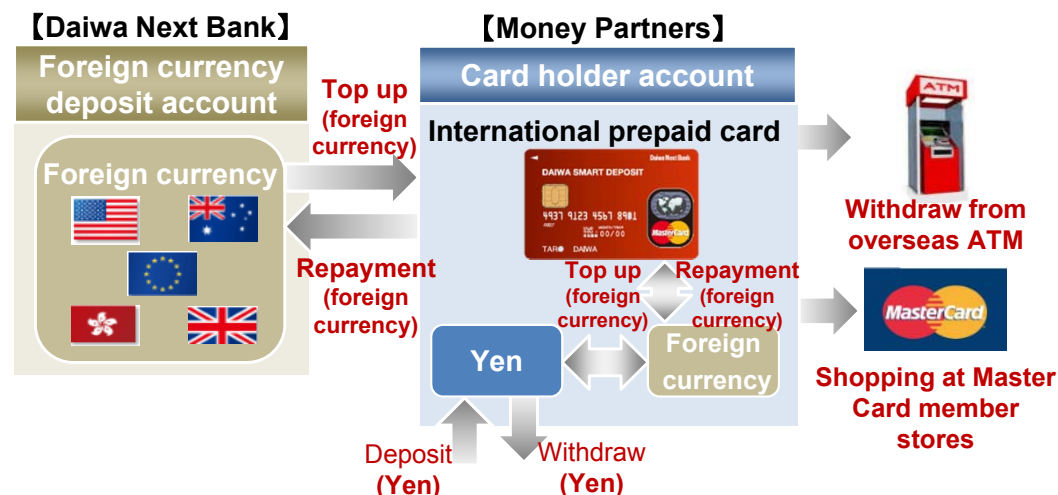 【Daiwa Next Bank】
Foreign currency
deposit account
Foreign currency
Top up
(foreign
currency)
Repayment
(foreign
currency)
【Money Partners】
Card holder account
International prepaid card
Daiwa Next Bank
DAIWA SMART DEPOSIT
4937 9123 4567 8901
00/00
DAIWA
MasterCard
Top up
(foreign
currency)
Repayment
(foreign
currency)
Yen
Foreign
currency
Deposit
(Yen)
Withdraw
(Yen)
ATM
Withdraw from
overseas ATM
MasterCard
Shopping at Master
Card member
stores